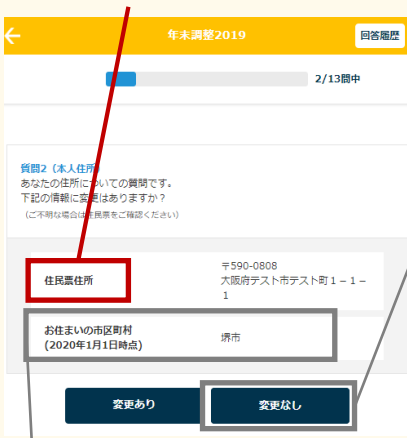 年末調整2019
回答履歴
2/13問中
質問2（本人住所）
あなたの住所についての質問です。
下記の情報に変更はありますか？
（ご不明な場合は住民票をご確認ください）
住民票住所
〒590-0808
大阪府テスト市テスト町１－１－
1
お住まいの市区町村
(2020年1月1日時点)
堺市
変更あり
変更なし